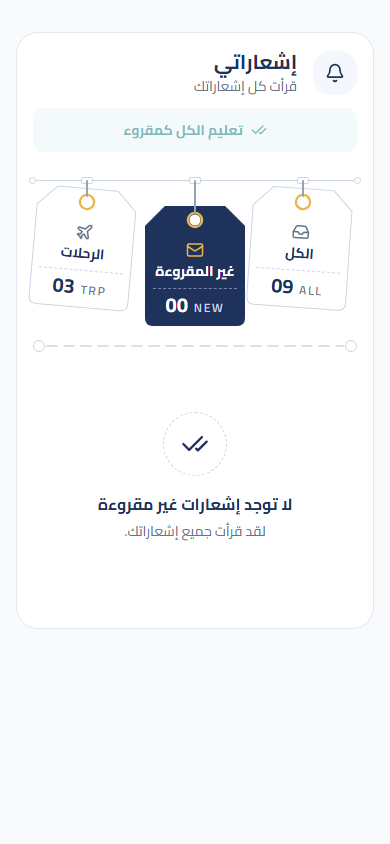 إشعاراتي
قرأت كل إشعاراتك
تعليم الكل كمقروء
الكل
09 ALL
غير المقروءة
00 NEW
الرحلات
03 TRP
لا توجد إشعارات غير مقروءة
لقد قرأت جميع إشعاراتك.